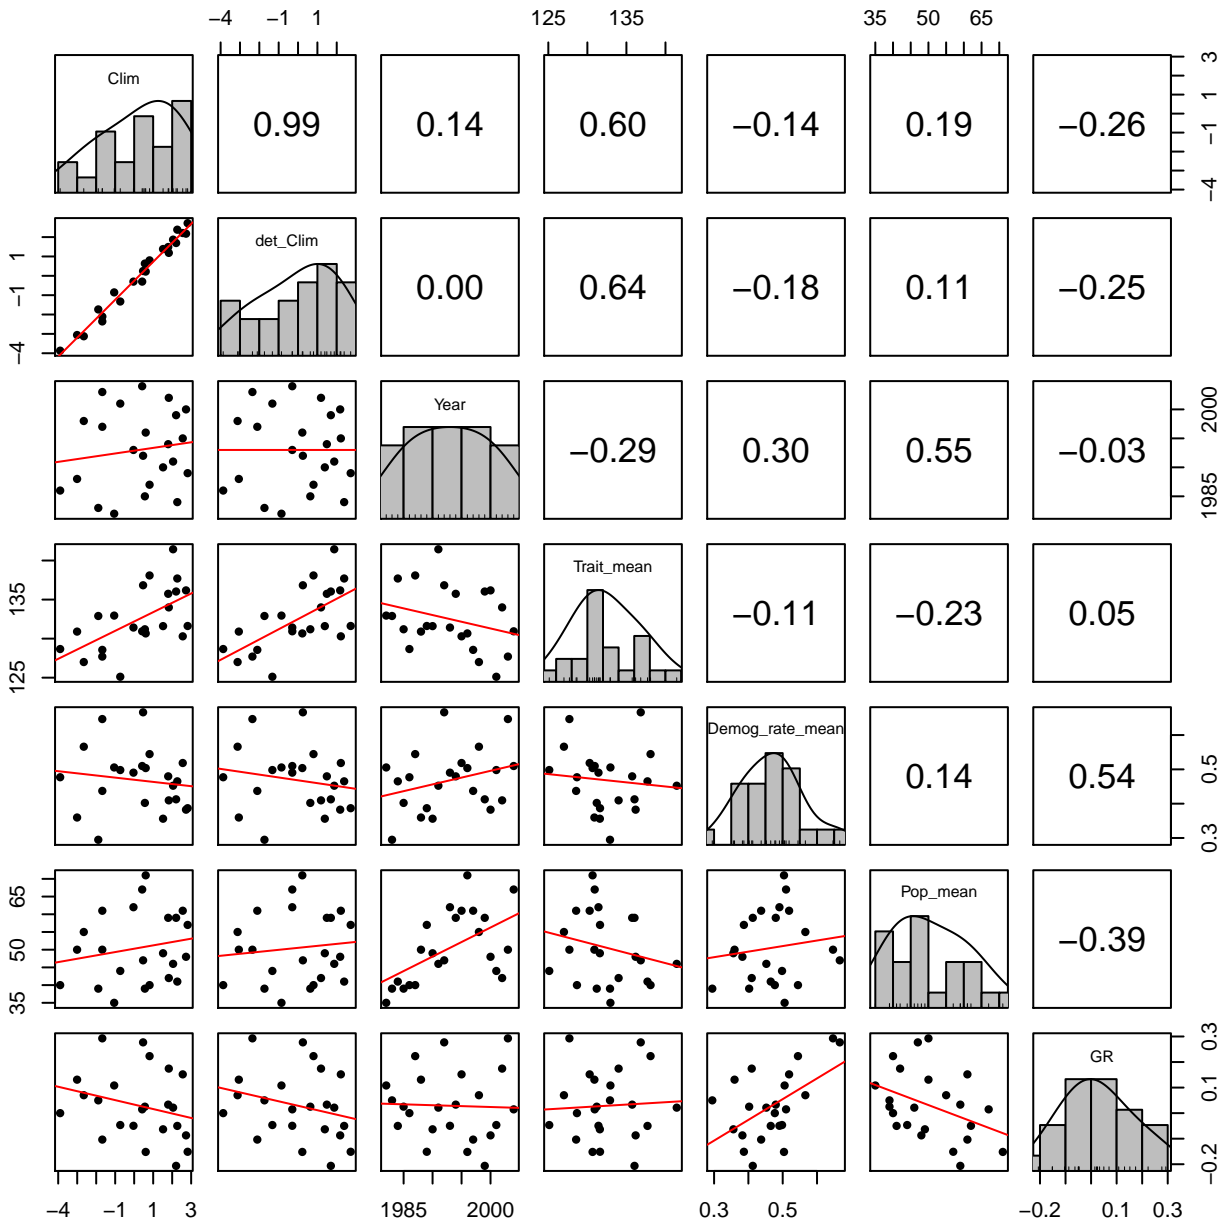 −4 −1 1 125 135 35 50 65
Clim 0.99 0.14 0.60 −0.14 0.19 −0.26 −4 −1 1 3
−4 −1 1 det_Clim 0.00 0.64 −0.18 0.11 −0.25
Year −0.29 0.30 0.55 −0.03 1985 2000
125 135 Trait_mean −0.11 −0.23 0.05
Demog_rate_mean 0.14 0.54 0.3 0.5
35 50 65 Pop_mean −0.39
GR −0.2 0.1 0.3
−4 −1 1 3 1985 2000 0.3 0.5 −0.2 0.1 0.3